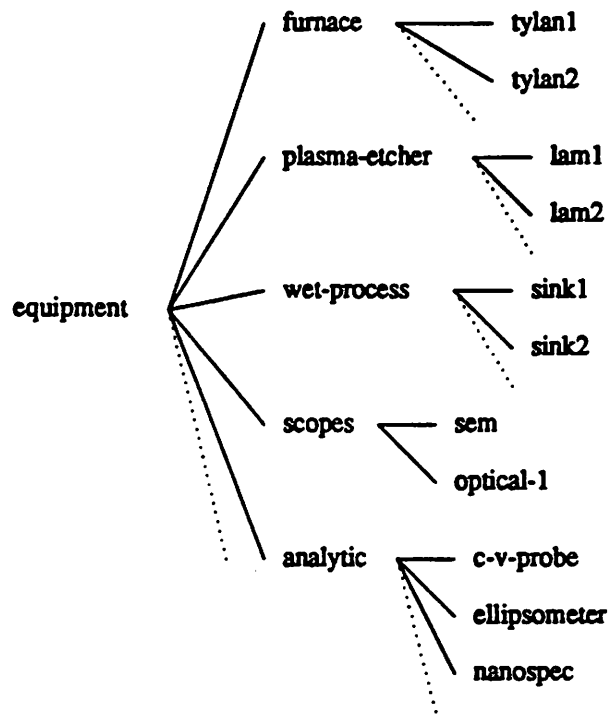 furnace tylan1
tylan2
plasma-etcher lam1
lam2
equipment wet-process sink1
sink2
scopes sem
optical-1
analytic c-v-probe
ellipsometer
nanospec